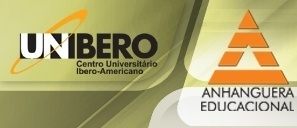 UNIBERO
Centro Universitário
Ibero-Americano
ANHANGUERA
EDUCACIONAL